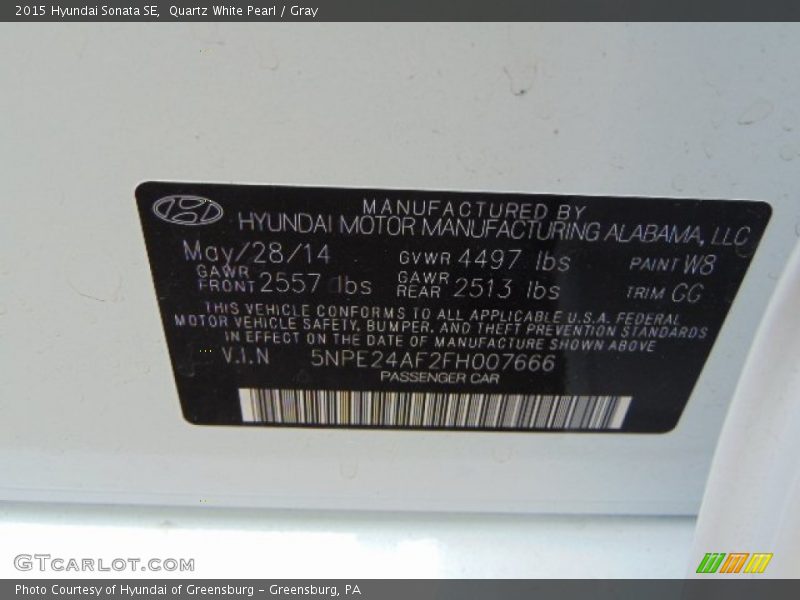 2015 Hyundai Sonata SE,  Quartz White Pearl / Gray
MANUFACTURED BY
HYUNDAI MOTOR MANUFACTURING ALABAMA, LLC
May/28/14 GVWR 4497 lbs PAINT W8
GAWR FRONT 2557 lbs GAWR REAR 2513 lbs TRIM GG
THIS VEHICLE CONFORMS TO ALL APPLICABLE U.S.A. FEDERAL
MOTOR VEHICLE SAFETY, BUMPER, AND THEFT PREVENTION STANDARDS
IN EFFECT ON THE DATE OF MANUFACTURE SHOWN ABOVE
V.I.N 5NPE24AF2FH007666
PASSENGER CAR
GTCARLOT.COM
Photo Courtesy of Hyundai of Greensburg – Greensburg, PA